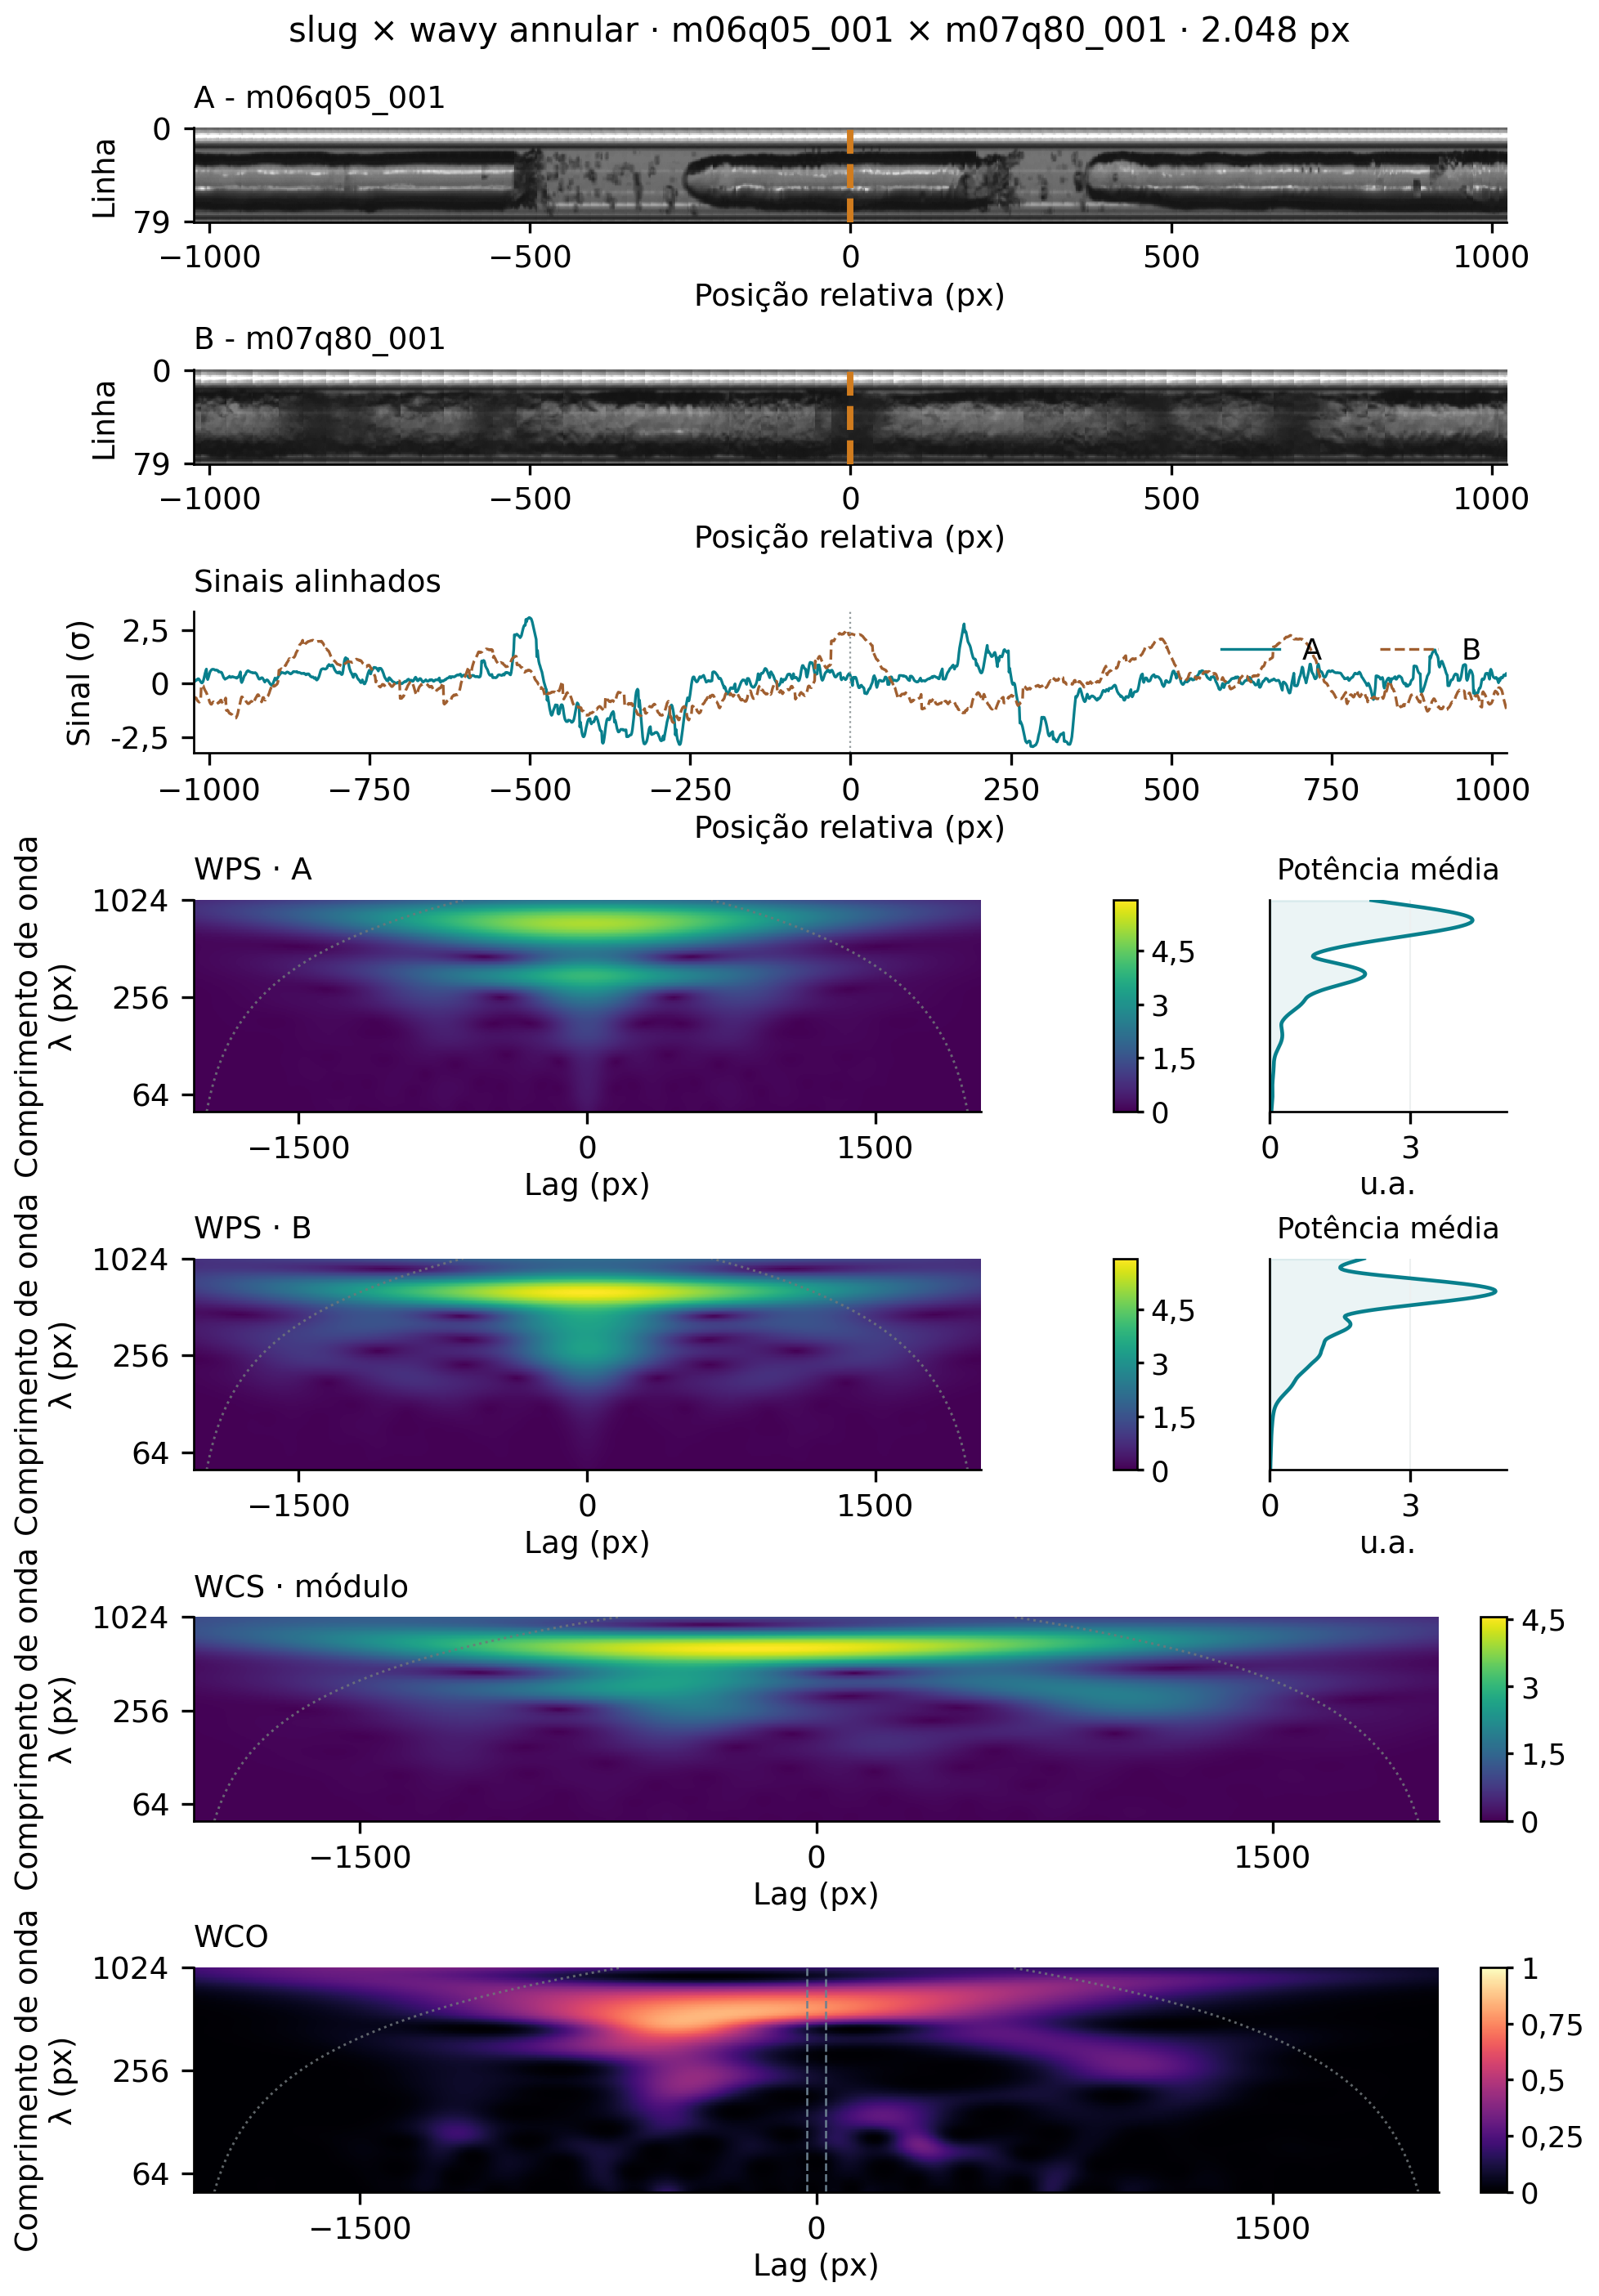 slug × wavy annular · m06q05_001 × m07q80_001 · 2.048 px
A - m06q05_001
Linha
0
79
−1000
−500
0
500
1000
Posição relativa (px)
B - m07q80_001
Linha
0
79
−1000
−500
0
500
1000
Posição relativa (px)
Sinais alinhados
Sinal (σ)
2,5
0
-2,5
A
B
−1000
−750
−500
−250
0
250
500
750
1000
Posição relativa (px)
WPS · A
Comprimento de onda
λ (px)
1024
256
64
−1500
0
1500
Lag (px)
4,5
3
1,5
0
Potência média
0
3
u.a.
WPS · B
Comprimento de onda
λ (px)
1024
256
64
−1500
0
1500
Lag (px)
4,5
3
1,5
0
Potência média
0
3
u.a.
WCS · módulo
Comprimento de onda
λ (px)
1024
256
64
−1500
0
1500
Lag (px)
4,5
3
1,5
0
WCO
Comprimento de onda
λ (px)
1024
256
64
−1500
0
1500
Lag (px)
1
0,75
0,5
0,25
0